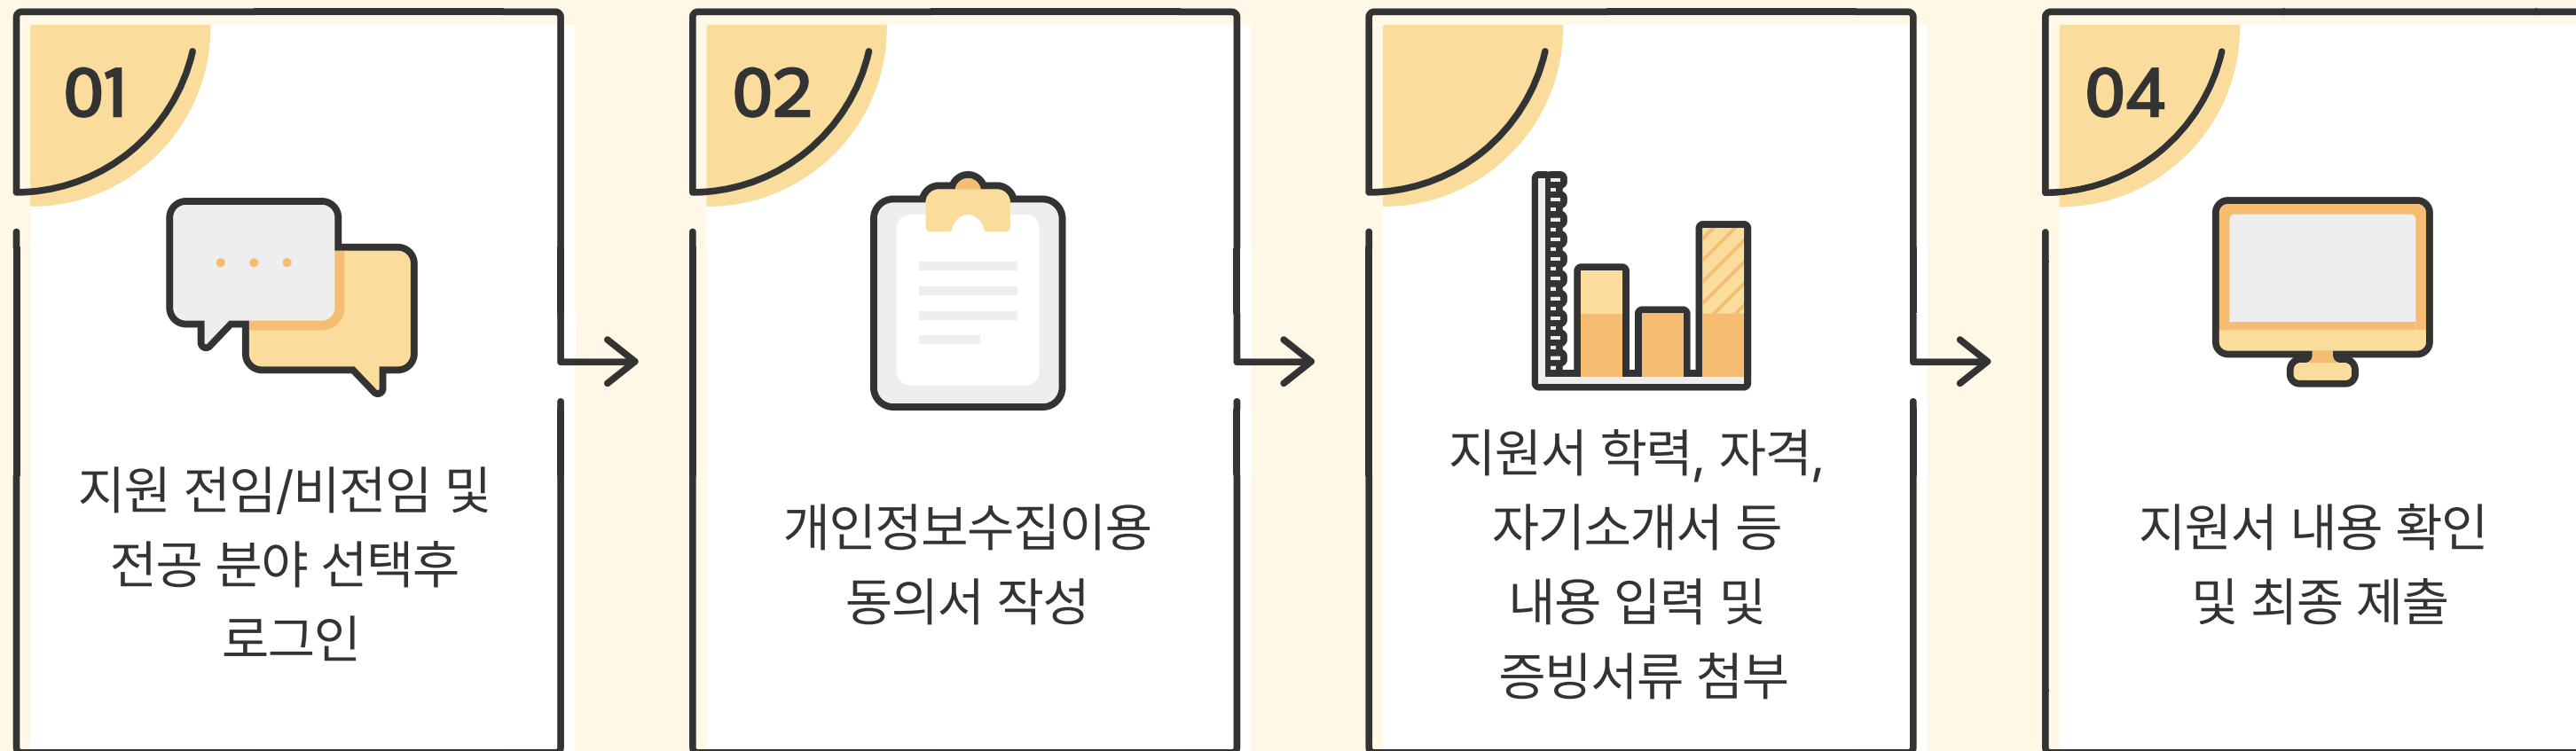 01
지원 전임/비전임 및
전공 분야 선택후
로그인
02
개인정보수집이용
동의서 작성
지원서 학력, 자격,
자기소개서 등
내용 입력 및
증빙서류 첨부
04
지원서 내용 확인
및 최종 제출